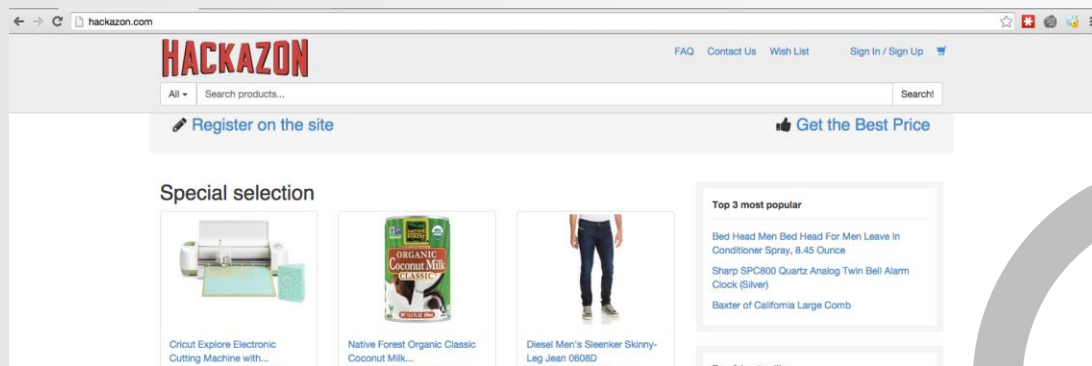 hackazon.com
HACKAZON
FAQ Contact Us Wish List Sign In / Sign Up
All Search products... Search!
Register on the site
Get the Best Price
Special selection
ORGANIC
Coconut Milk
CLASSIC
Cricut Explore Electronic
Cutting Machine with...
Native Forest Organic Classic
Coconut Milk...
Diesel Men's Sleenker Skinny-
Leg Jean 0608D
Top 3 most popular
Bed Head Men Bed Head For Men Leave In
Conditioner Spray, 8.45 Ounce
Sharp SPC800 Quartz Analog Twin Bell Alarm
Clock (Silver)
Baxter of California Large Comb